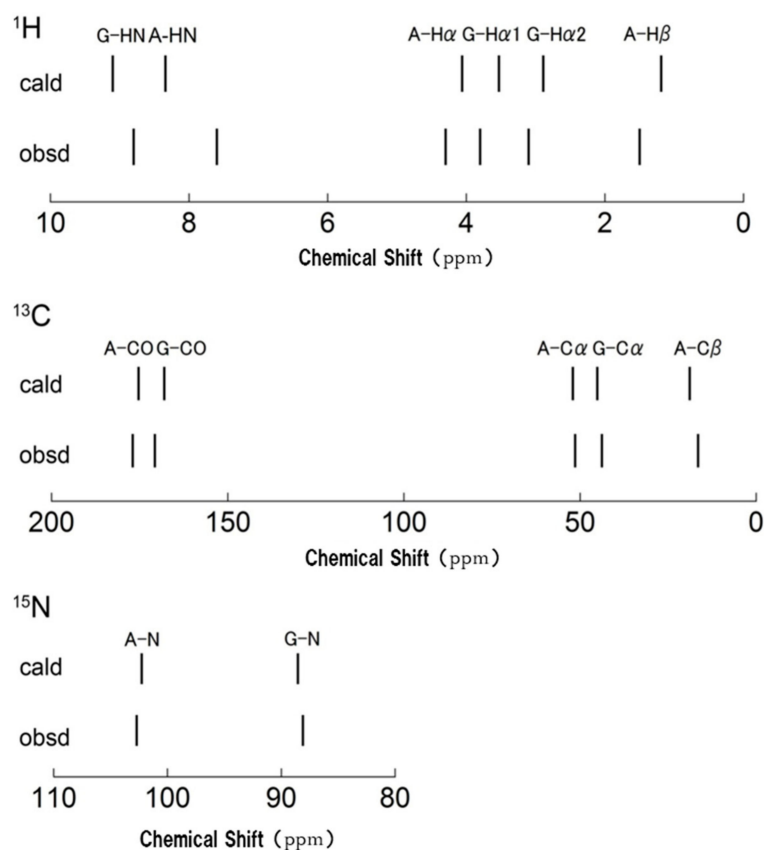 ¹H
G-HN A-HN A-Hα G-Hα1 G-Hα2 A-Hβ
cald
obsd
10 8 6 4 2 0
Chemical Shift (ppm)
¹³C
A-CO G-CO A-Cα G-Cα A-Cβ
cald
obsd
200 150 100 50 0
Chemical Shift (ppm)
¹⁵N
A-N G-N
cald
obsd
110 100 90 80
Chemical Shift (ppm)